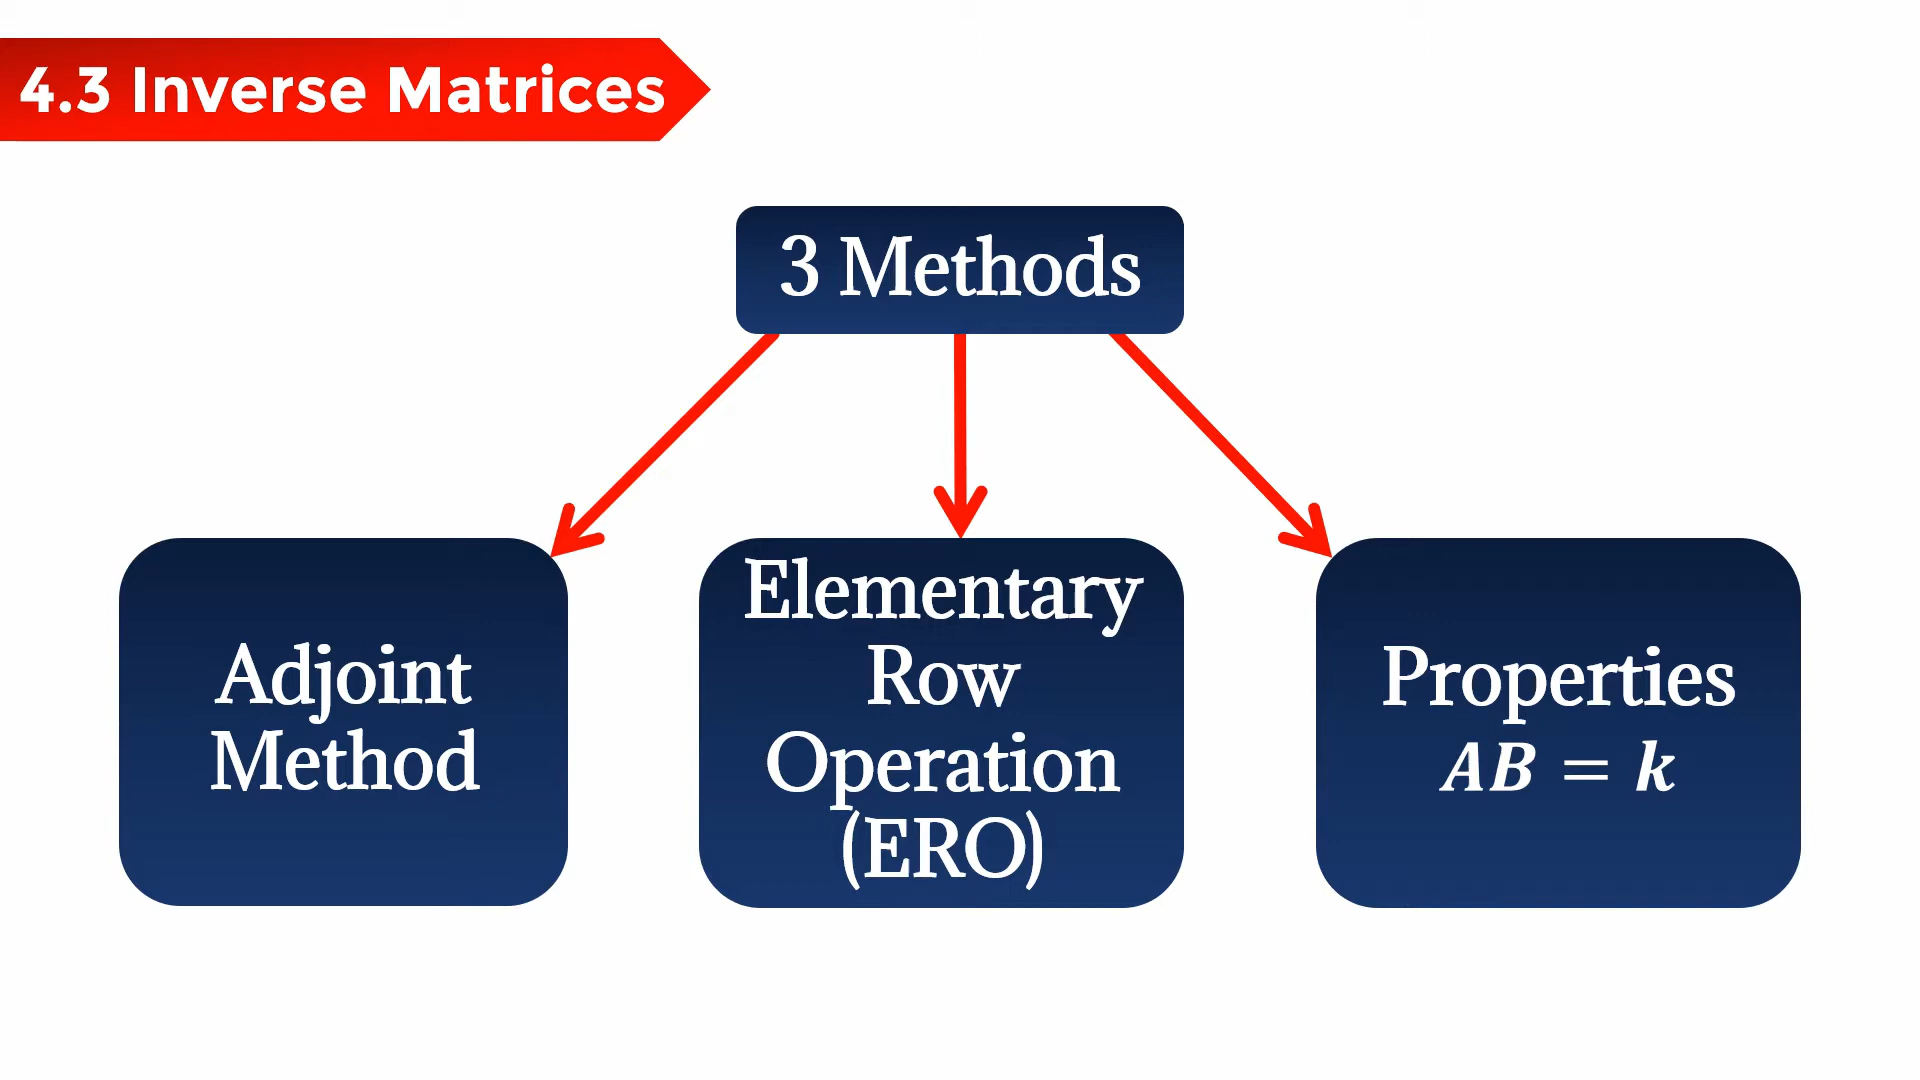 4.3 Inverse Matrices
3 Methods
Adjoint
Method
Elementary
Row
Operation
(ERO)
Properties
AB = k